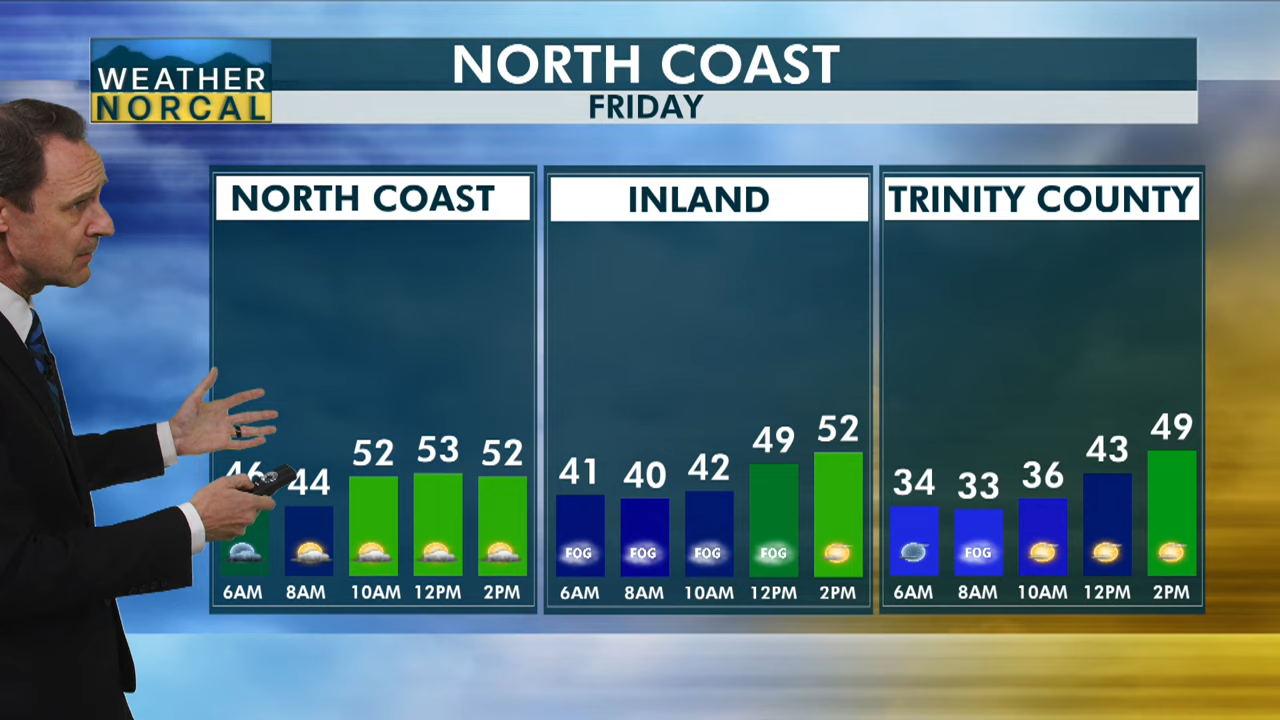 WEATHER
NORCAL
NORTH COAST
FRIDAY
NORTH COAST
46 44 52 53 52
6AM 8AM 10AM 12PM 2PM
INLAND
41 40 42 49 52
FOG FOG FOG FOG
6AM 8AM 10AM 12PM 2PM
TRINITY COUNTY
34 33 36 43 49
FOG
6AM 8AM 10AM 12PM 2PM